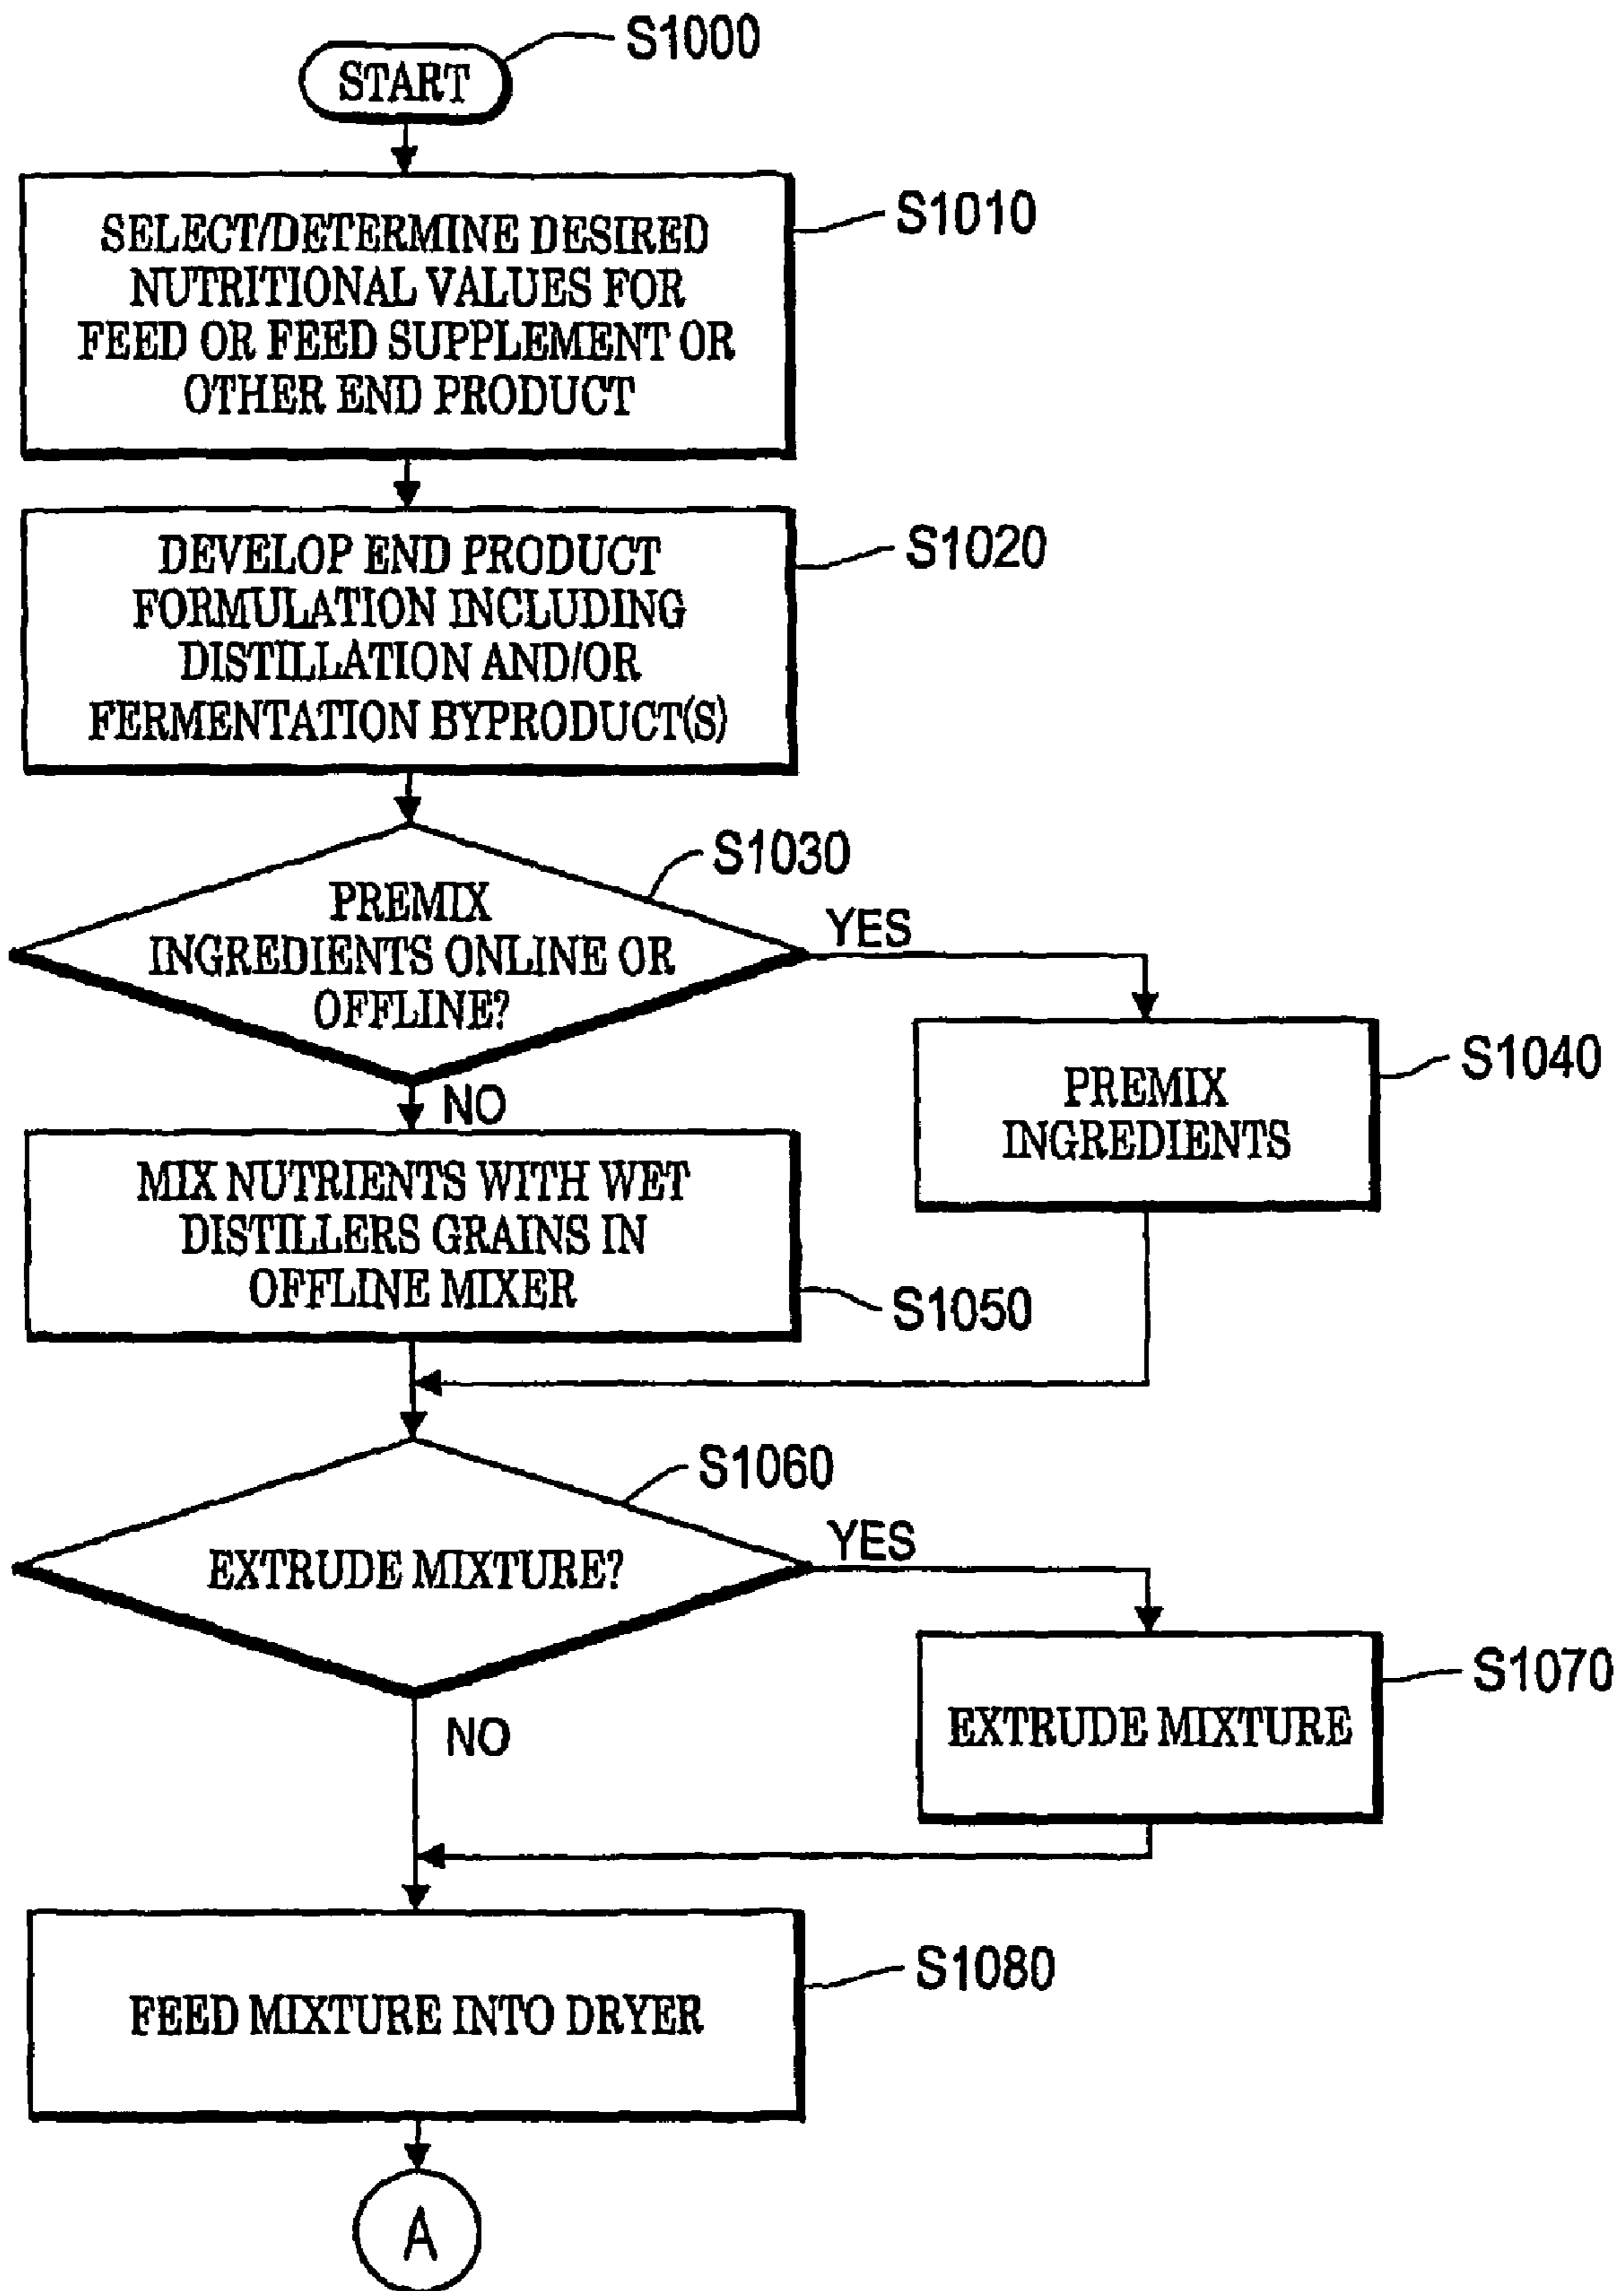 START
S1000
SELECT/DETERMINE DESIRED
NUTRITIONAL VALUES FOR
FEED OR FEED SUPPLEMENT OR
OTHER END PRODUCT
S1010
DEVELOP END PRODUCT
FORMULATION INCLUDING
DISTILLATION AND/OR
FERMENTATION BYPRODUCT(S)
S1020
PREMIX
INGREDIENTS ONLINE OR
OFFLINE?
S1030
YES
NO
PREMIX
INGREDIENTS
S1040
MIX NUTRIENTS WITH WET
DISTILLERS GRAINS IN
OFFLINE MIXER
S1050
EXTRUDE MIXTURE?
S1060
YES
NO
EXTRUDE MIXTURE
S1070
FEED MIXTURE INTO DRYER
S1080
A